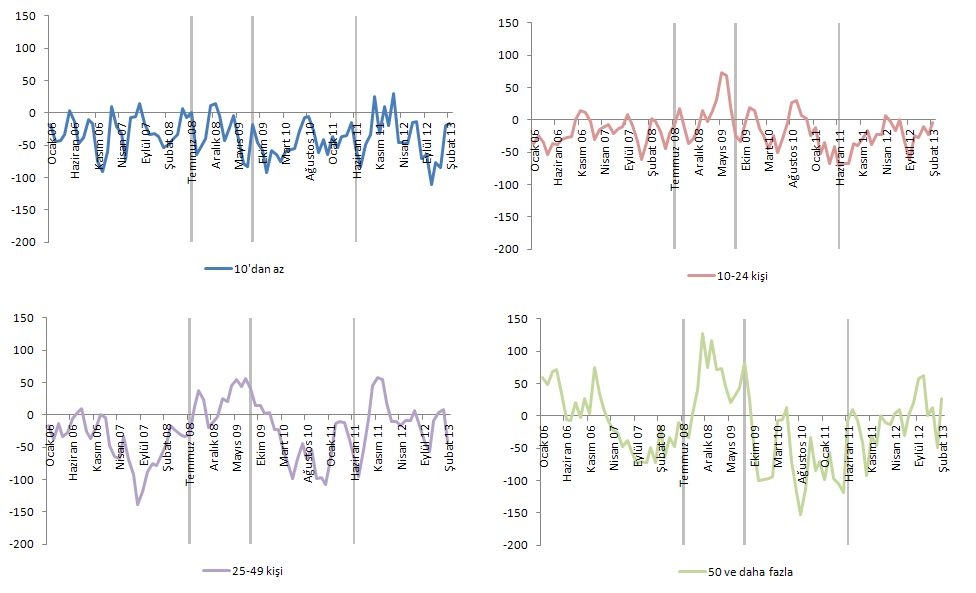 150
100
50
0
-50
-100
-150
-200
Ocak 06
Haziran 06
Kasım 06
Nisan 07
Eylül 07
Şubat 08
Temmuz 08
Aralık 08
Mayıs 09
Ekim 09
Mart 10
Ağustos 10
Ocak 11
Haziran 11
Kasım 11
Nisan 12
Eylül 12
Şubat 13
10'dan az
150
100
50
0
-50
-100
-150
-200
Ocak 06
Haziran 06
Kasım 06
Nisan 07
Eylül 07
Şubat 08
Temmuz 08
Aralık 08
Mayıs 09
Ekim 09
Mart 10
Ağustos 10
Ocak 11
Haziran 11
Kasım 11
Nisan 12
Eylül 12
Şubat 13
10-24 kişi
150
100
50
0
-50
-100
-150
-200
Ocak 06
Haziran 06
Kasım 06
Nisan 07
Eylül 07
Şubat 08
Temmuz 08
Aralık 08
Mayıs 09
Ekim 09
Mart 10
Ağustos 10
Ocak 11
Haziran 11
Kasım 11
Nisan 12
Eylül 12
Şubat 13
25-49 kişi
150
100
50
0
-50
-100
-150
-200
Ocak 06
Haziran 06
Kasım 06
Nisan 07
Eylül 07
Şubat 08
Temmuz 08
Aralık 08
Mayıs 09
Ekim 09
Mart 10
Ağustos 10
Ocak 11
Haziran 11
Kasım 11
Nisan 12
Eylül 12
Şubat 13
50 ve daha fazla